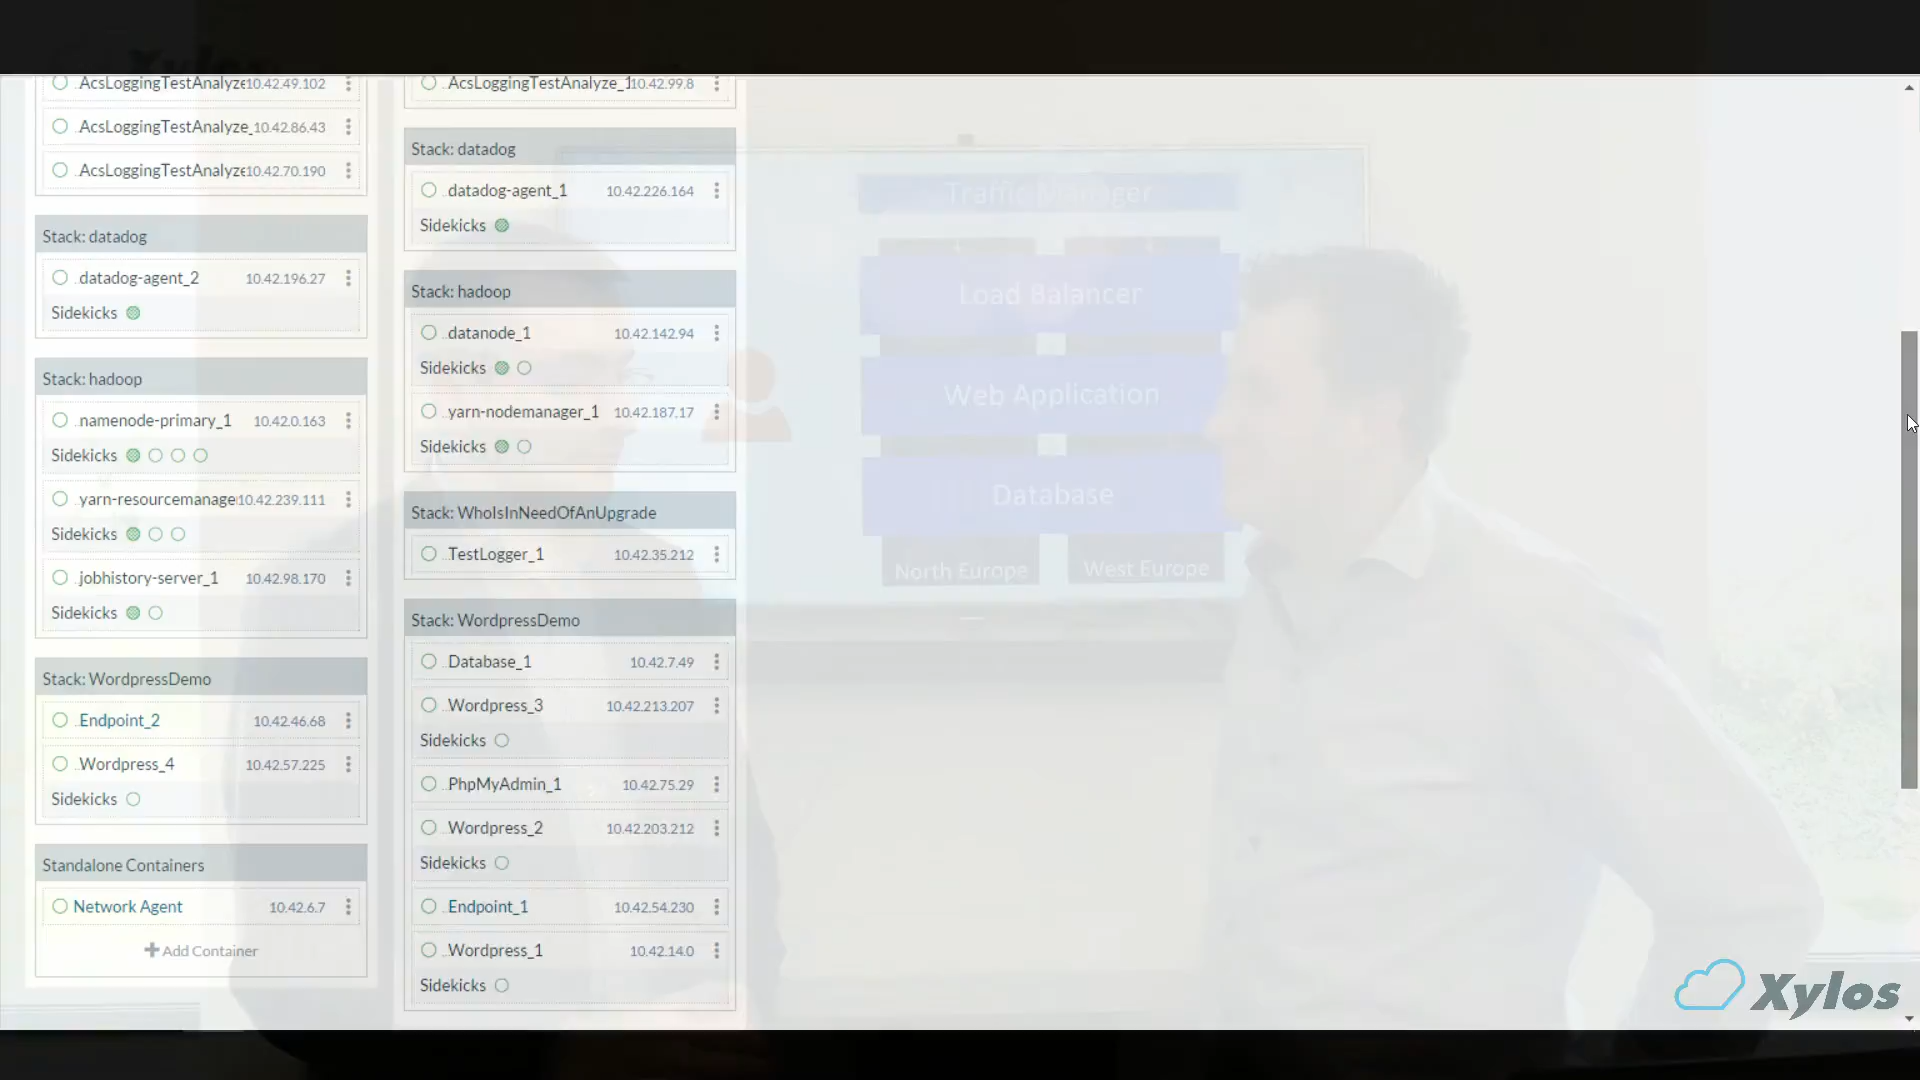 AcsLoggingTestAnalyze 10.42.49.102
AcsLoggingTestAnalyze_ 10.42.86.43
AcsLoggingTestAnalyze 10.42.70.190
Stack: datadog
datadog-agent_2 10.42.196.27
Sidekicks
Stack: hadoop
namenode-primary_1 10.42.0.163
Sidekicks
yarn-resourcemanage 10.42.239.111
Sidekicks
jobhistory-server_1 10.42.98.170
Sidekicks
Stack: WordpressDemo
Endpoint_2 10.42.46.68
Wordpress_4 10.42.57.225
Sidekicks
Standalone Containers
Network Agent 10.42.6.7
Add Container
AcsLoggingTestAnalyze_1 10.42.99.8
Stack: datadog
datadog-agent_1 10.42.226.164
Sidekicks
Stack: hadoop
datanode_1 10.42.142.94
Sidekicks
yarn-nodemanager_1 10.42.187.17
Sidekicks
Stack: WhoIsInNeedOfAnUpgrade
TestLogger_1 10.42.35.212
Stack: WordpressDemo
Database_1 10.42.7.49
Wordpress_3 10.42.213.207
Sidekicks
PhpMyAdmin_1 10.42.75.29
Wordpress_2 10.42.203.212
Sidekicks
Endpoint_1 10.42.54.230
Wordpress_1 10.42.14.0
Sidekicks
Traffic Manager
Load Balancer
Web Application
Database
North Europe West Europe
Xylos